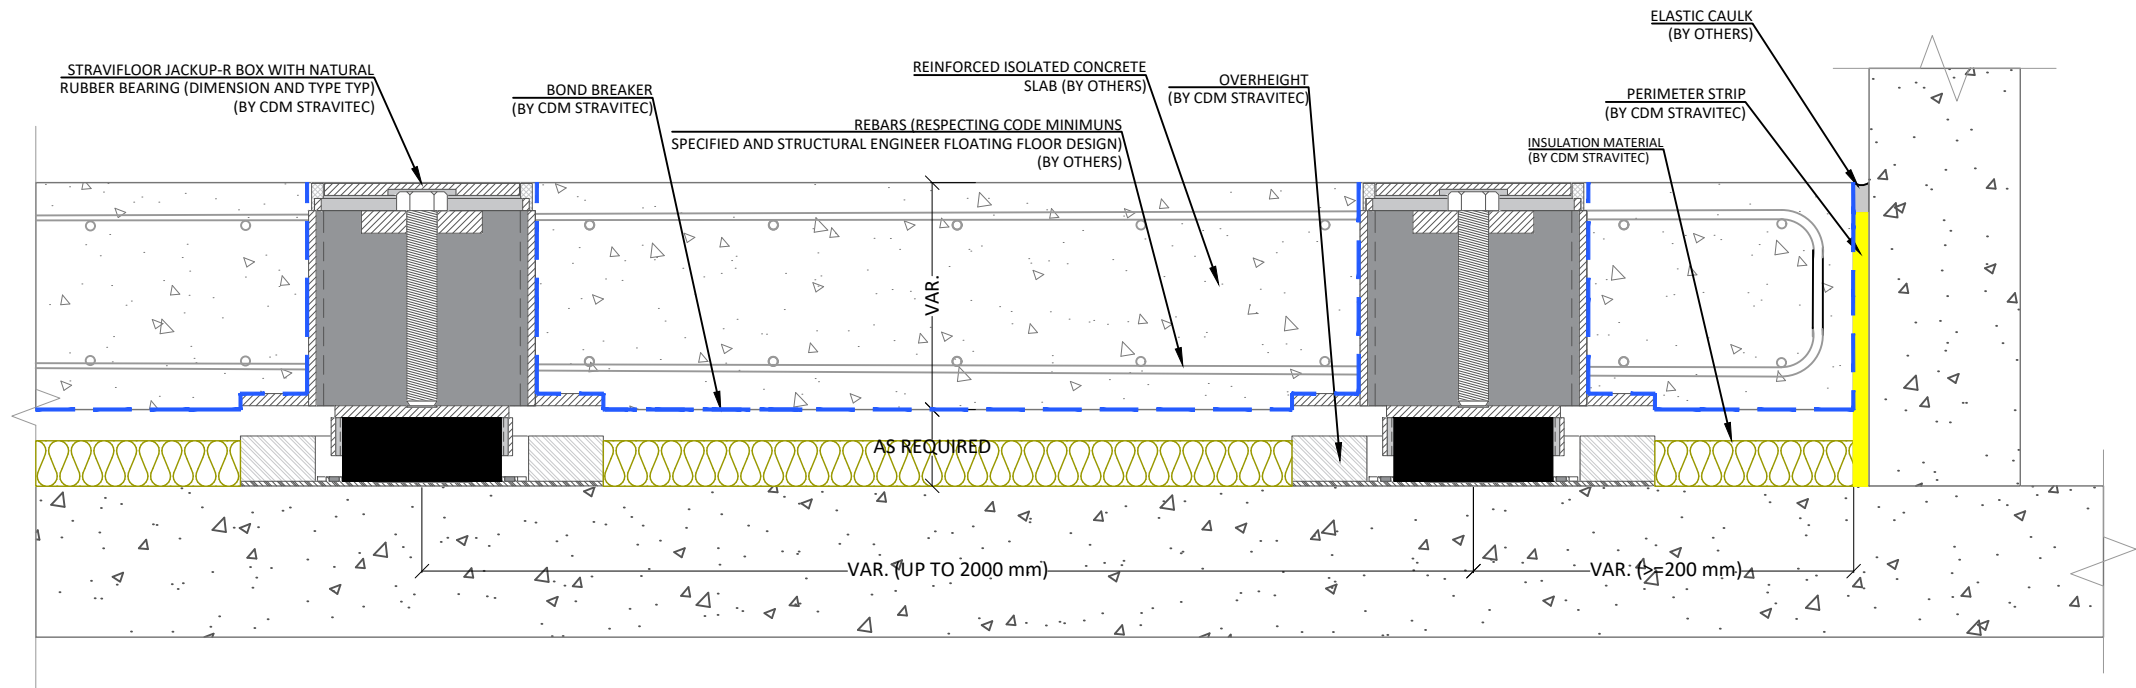 ELASTIC CAULK
(BY OTHERS)
STRAVIFLOOR JACKUP-R BOX WITH NATURAL
RUBBER BEARING (DIMENSION AND TYPE TYP)
(BY CDM STRAVITEC)
BOND BREAKER
(BY CDM STRAVITEC)
REINFORCED ISOLATED CONCRETE
SLAB (BY OTHERS)
OVERHEIGHT
(BY CDM STRAVITEC)
PERIMETER STRIP
(BY CDM STRAVITEC)
REBARS (RESPECTING CODE MINIMUNS
SPECIFIED AND STRUCTURAL ENGINEER FLOATING FLOOR DESIGN)
(BY OTHERS)
INSULATION MATERIAL
(BY CDM STRAVITEC)
VAR.
AS REQUIRED
VAR. (UP TO 2000 mm)
VAR. (>=200 mm)